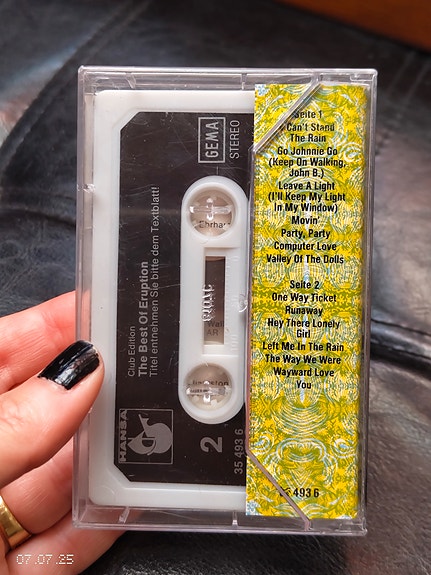 GEMA
STEREO
Club Edition
The Best Of Eruption
Titel entnehmen Sie bitte dem Textblatt!
HANSA
2
35 493 6
Seite 1
Can't Stand
The Rain
Go Johnnie Go
(Keep On Walking,
John B.)
Leave A Light
(I'll Keep My Light
In My Window)
Movin'
Party, Party
Computer Love
Valley Of The Dolls
Seite 2
One Way Ticket
Runaway
Hey There Lonely
Girl
Left Me In The Rain
The Way We Were
Wayward Love
You
493 6
07.07.25